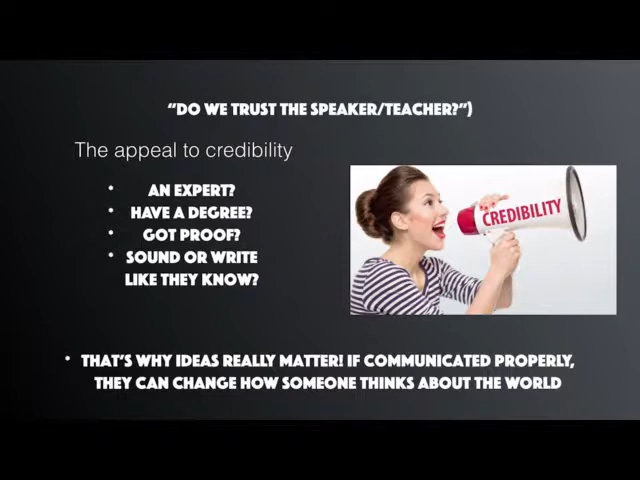 “DO WE TRUST THE SPEAKER/TEACHER?”)
The appeal to credibility
• AN EXPERT?
• HAVE A DEGREE?
• GOT PROOF?
• SOUND OR WRITE
LIKE THEY KNOW?
CREDIBILITY
• THAT’S WHY IDEAS REALLY MATTER! IF COMMUNICATED PROPERLY,
THEY CAN CHANGE HOW SOMEONE THINKS ABOUT THE WORLD